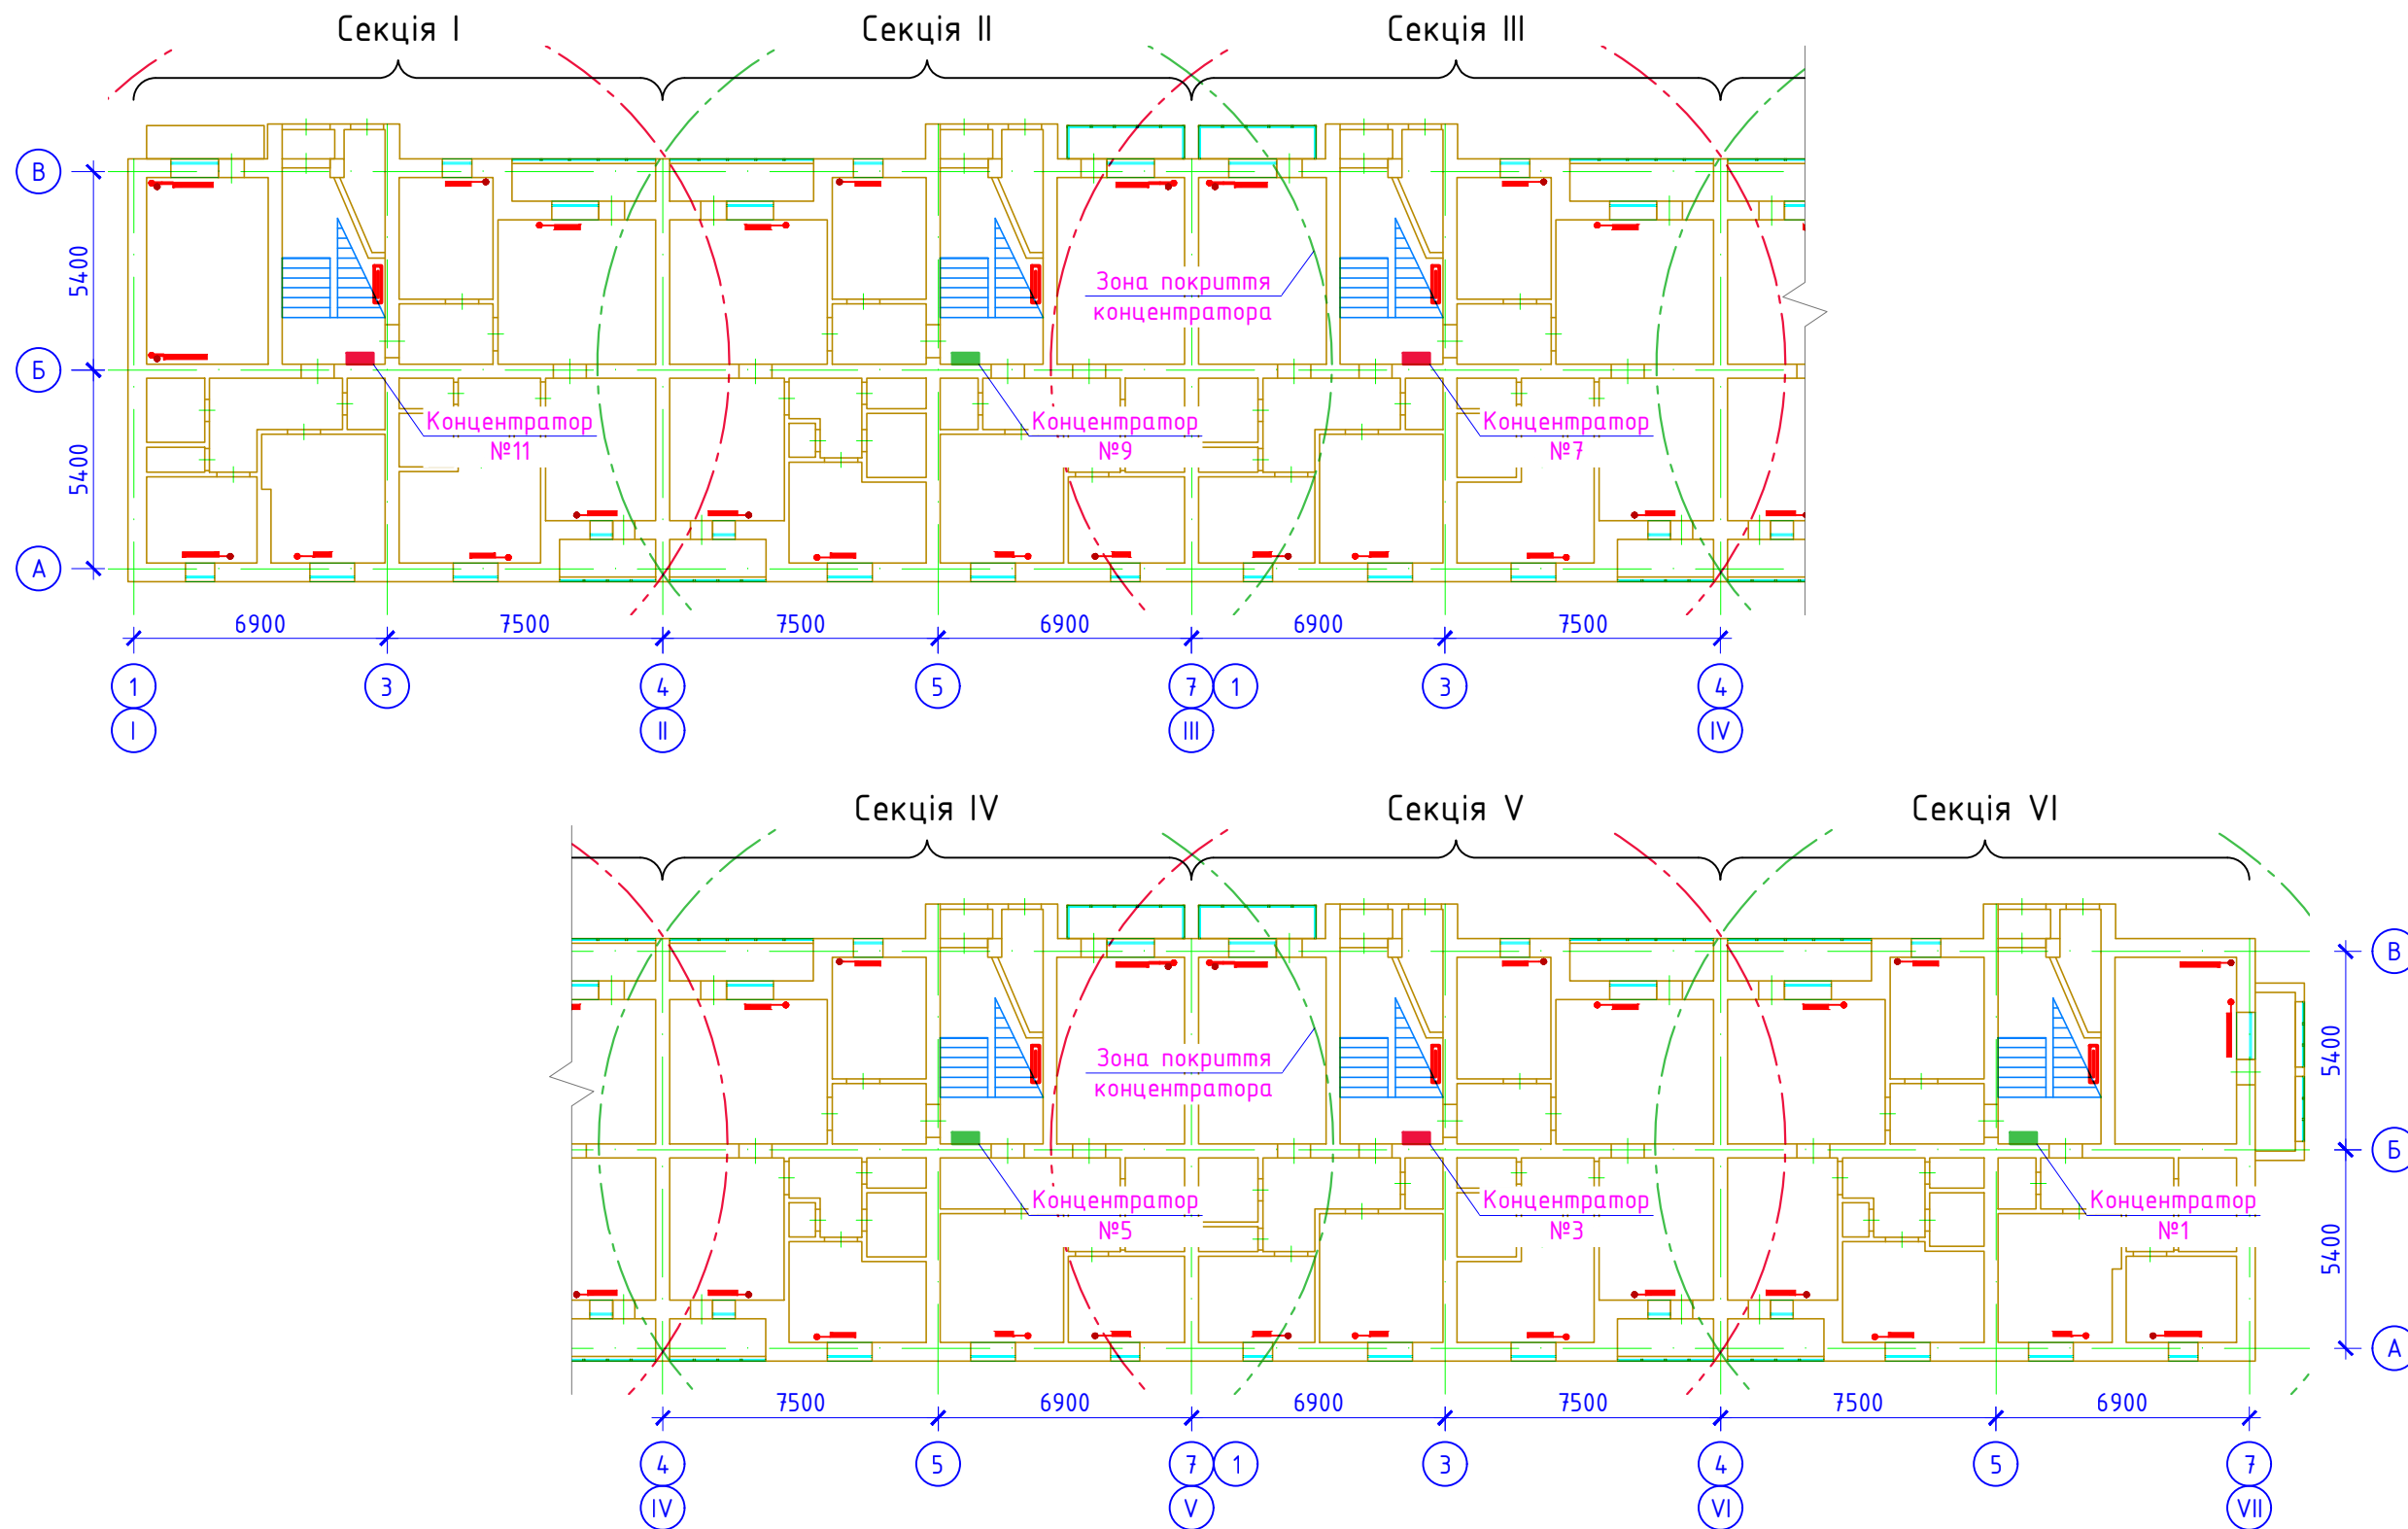 Секція I
Секція II
Секція III
В
Б
А
5400
5400
Зона покриття
концентратора
Концентратор
№11
Концентратор
№9
Концентратор
№7
6900
7500
7500
6900
6900
7500
1
3
4
5
7
1
3
4
I
II
III
IV
Секція IV
Секція V
Секція VI
В
Б
А
5400
5400
Зона покриття
концентратора
Концентратор
№5
Концентратор
№3
Концентратор
№1
7500
6900
6900
7500
7500
6900
4
5
7
1
3
4
5
7
IV
V
VI
VII